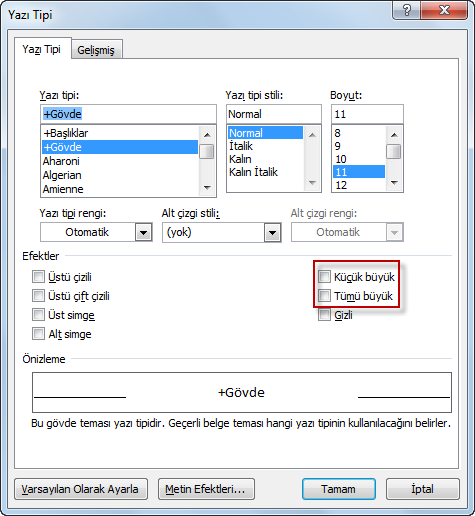 Yazı Tipi
Yazı Tipi Gelişmiş
Yazı tipi: Yazı tipi stili: Boyut:
+Gövde Normal 11
+Başlıklar Normal 8
+Gövde İtalik 9
Aharoni Kalın 10
Algerian Kalın İtalik 11
Amienne 12
Yazı tipi rengi: Alt çizgi stili: Alt çizgi rengi:
Otomatik (yok) Otomatik
Efektler
Üstü çizili Küçük büyük
Üstü çift çizili Tümü büyük
Üst simge Gizli
Alt simge
Önizleme
+Gövde
Bu gövde teması yazı tipidir. Geçerli belge teması hangi yazı tipinin kullanılacağını belirler.
Varsayılan Olarak Ayarla Metin Efektleri... Tamam İptal